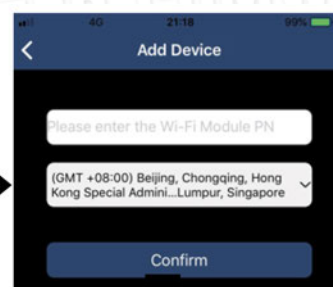 4G 21:18 99%
Add Device
Please enter the Wi-Fi Module PN
(GMT +08:00) Beijing, Chongqing, Hong
Kong Special Admini...Lumpur, Singapore
Confirm